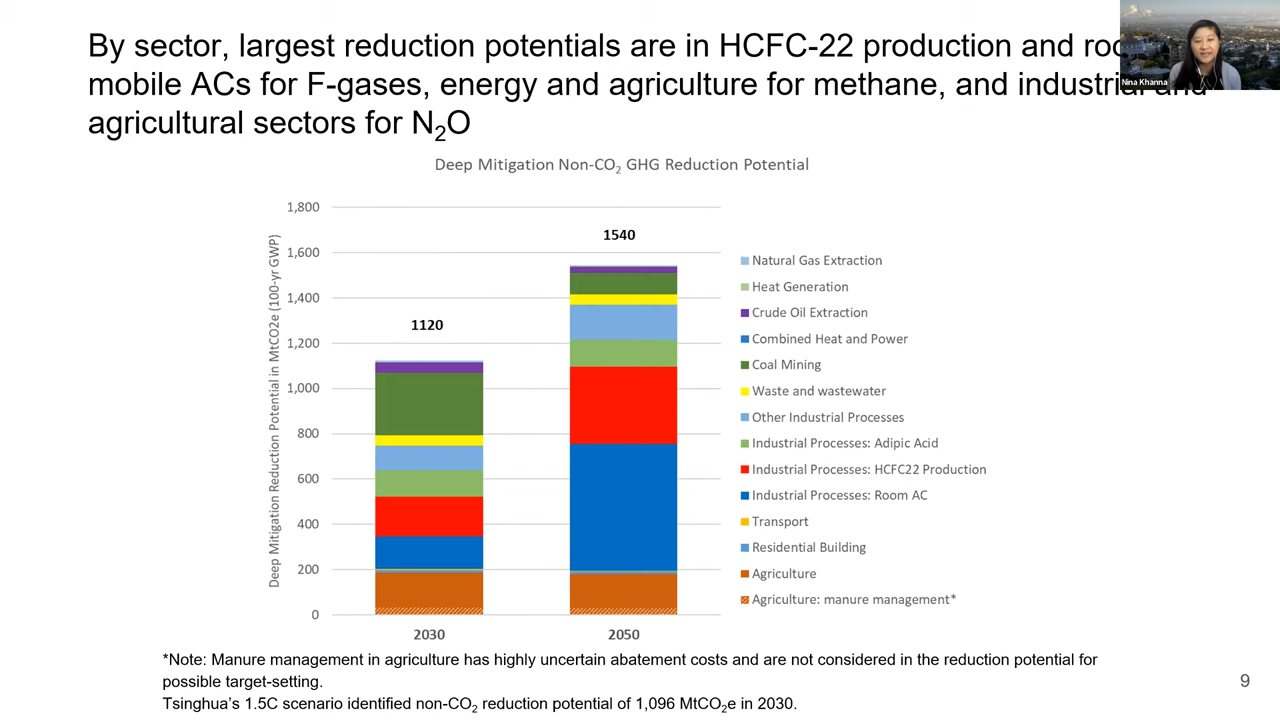 By sector, largest reduction potentials are in HCFC-22 production and
mobile ACs for F-gases, energy and agriculture for methane, and industrial and
agricultural sectors for N2O
Nina Khanna
Deep Mitigation Non-CO2 GHG Reduction Potential
Deep Mitigation Reduction Potential in MtCO2e (100-yr GWP)
1,800
1,600
1,400
1,200
1,000
800
600
400
200
0
1120
1540
2030
2050
Natural Gas Extraction
Heat Generation
Crude Oil Extraction
Combined Heat and Power
Coal Mining
Waste and wastewater
Other Industrial Processes
Industrial Processes: Adipic Acid
Industrial Processes: HCFC22 Production
Industrial Processes: Room AC
Transport
Residential Building
Agriculture
Agriculture: manure management*
*Note: Manure management in agriculture has highly uncertain abatement costs and are not considered in the reduction potential for
possible target-setting.
Tsinghua's 1.5C scenario identified non-CO2 reduction potential of 1,096 MtCO2e in 2030.
9